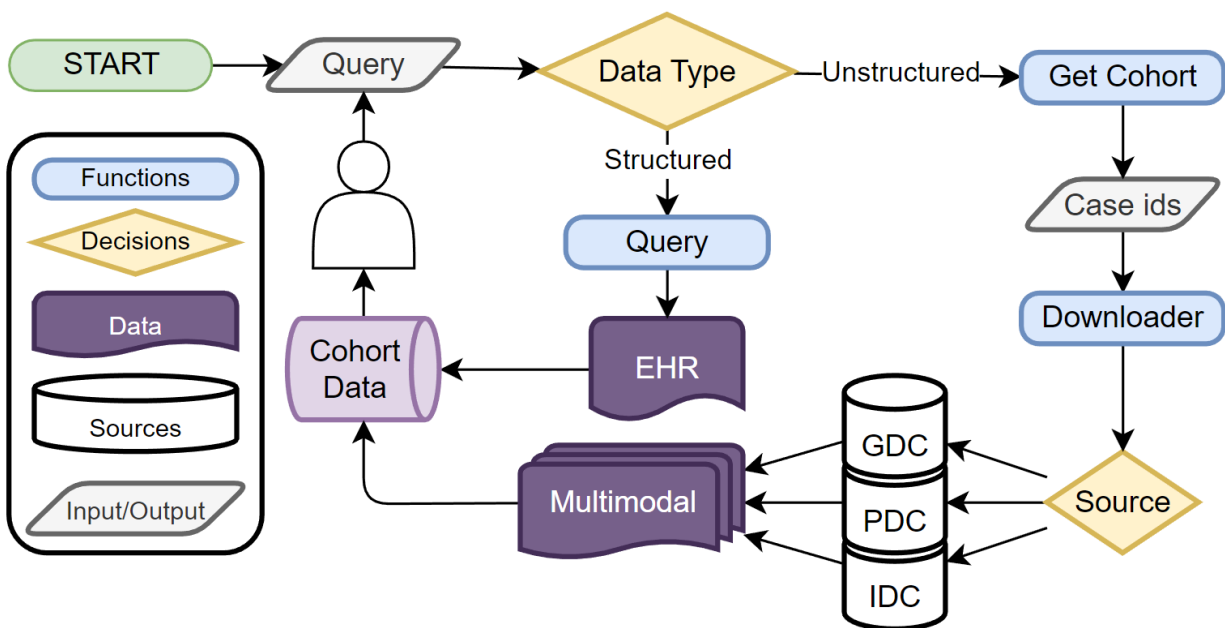 START
Query
Data Type
Unstructured
Get Cohort
Structured
Case ids
Query
Downloader
EHR
Cohort
Data
Multimodal
GDC
PDC
IDC
Source
Functions
Decisions
Data
Sources
Input/Output